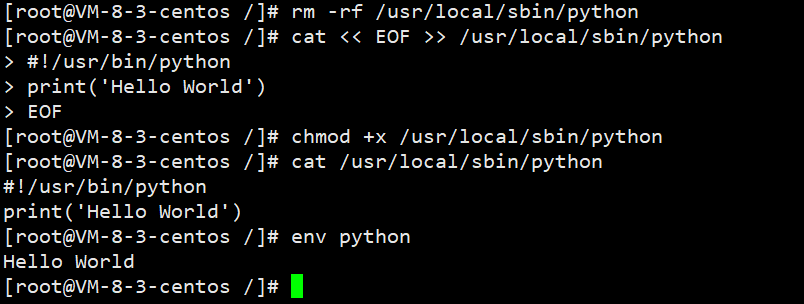 [root@VM-8-3-centos /]# rm -rf /usr/local/sbin/python
[root@VM-8-3-centos /]# cat << EOF >> /usr/local/sbin/python
> #!/usr/bin/python
> print('Hello World')
> EOF
[root@VM-8-3-centos /]# chmod +x /usr/local/sbin/python
[root@VM-8-3-centos /]# cat /usr/local/sbin/python
#!/usr/bin/python
print('Hello World')
[root@VM-8-3-centos /]# env python
Hello World
[root@VM-8-3-centos /]#